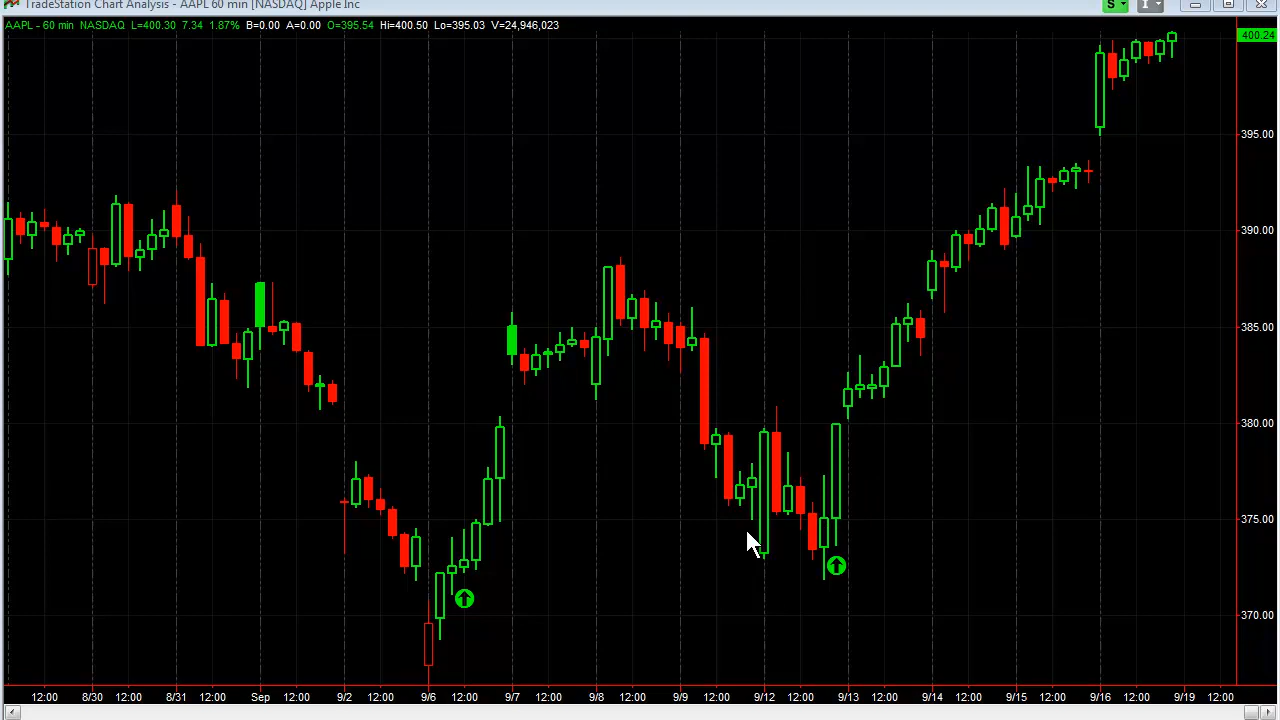 TradeStation Chart Analysis - AAPL 60 min [NASDAQ] Apple Inc
S I
AAPL - 60 min NASDAQ L=400.30 7.34 1.87% B=0.00 A=0.00 O=395.54 Hi=400.50 Lo=395.03 V=24,946,023
400.24
395.00
390.00
385.00
380.00
375.00
370.00
12:00 8/30 12:00 8/31 12:00 Sep 12:00 9/2 12:00 9/6 12:00 9/7 12:00 9/8 12:00 9/9 12:00 9/12 12:00 9/13 12:00 9/14 12:00 9/15 12:00 9/16 12:00 9/19 12:00